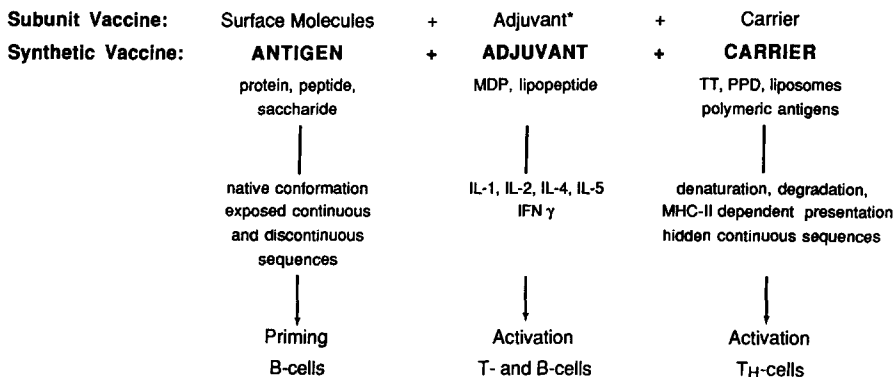 Subunit Vaccine: Surface Molecules + Adjuvant* + Carrier
Synthetic Vaccine: ANTIGEN + ADJUVANT + CARRIER
protein, peptide, MDP, lipopeptide TT, PPD, liposomes
saccharide polymeric antigens
native conformation IL-1, IL-2, IL-4, IL-5 denaturation, degradation,
exposed continuous IFN γ MHC-II dependent presentation
and discontinuous hidden continuous sequences
sequences
Priming Activation Activation
B-cells T- and B-cells TH-cells